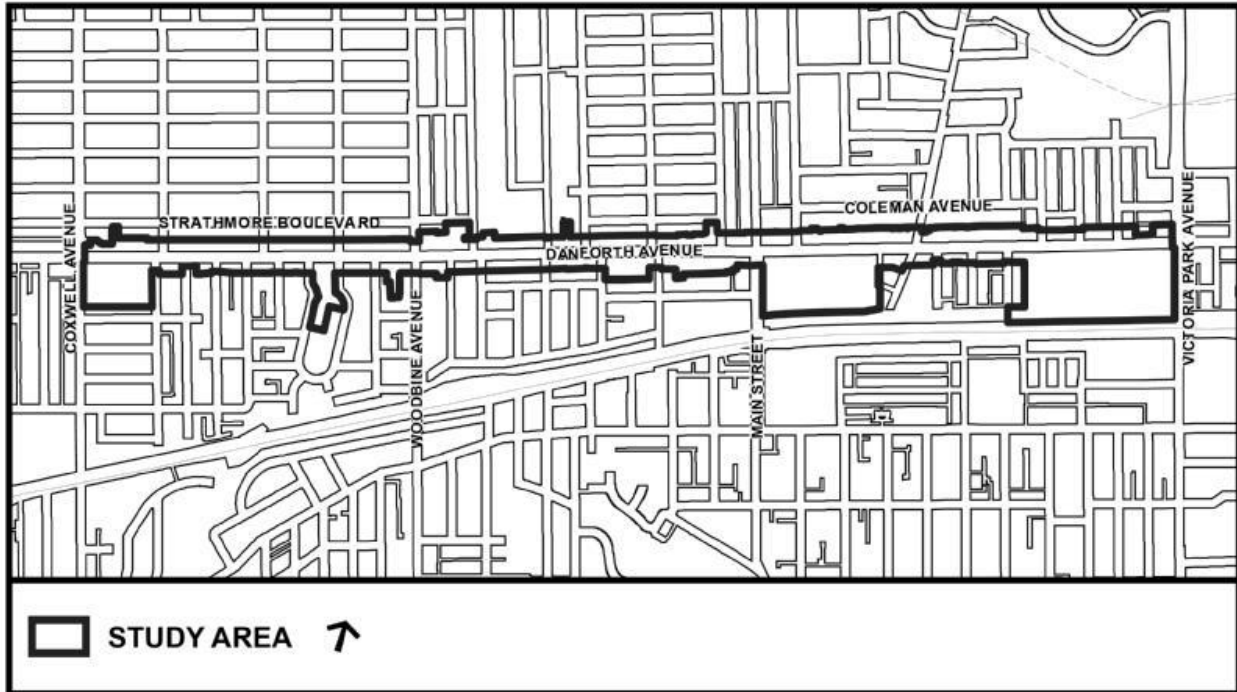 STRATHMORE BOULEVARD
COLEMAN AVENUE
DANFORTH AVENUE
COXWELL AVENUE
WOODBINE AVENUE
MAIN STREET
VICTORIA PARK AVENUE
STUDY AREA